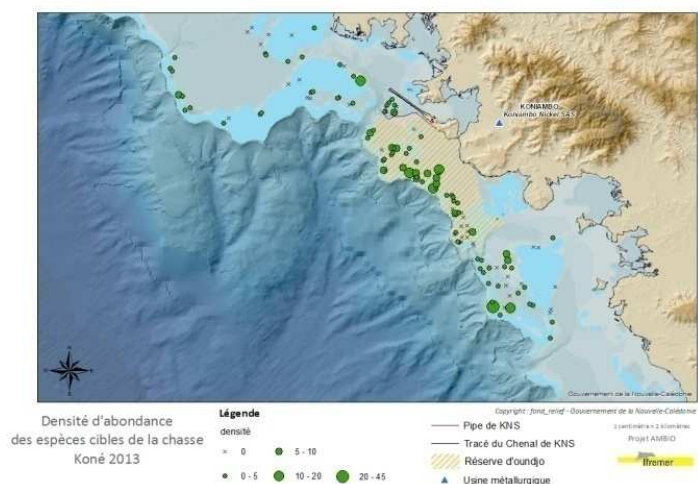 KONIAMBO
Koniambo Nickel SAS
Gouvernement de la Nouvelle-Calédonie
Copyright : fond_relief - Gouvernement de la Nouvelle-Calédonie
Densité d'abondance
des espèces cibles de la chasse
Koné 2013
Légende
densité
0
5 - 10
0 - 5
10 - 20
20 - 45
Pipe de KNS
Tracé du Chenal de KNS
Réserve d'oundjo
Usine métallurgique
1 centimètre = 2 kilomètres
Projet AMBIO
Ifremer